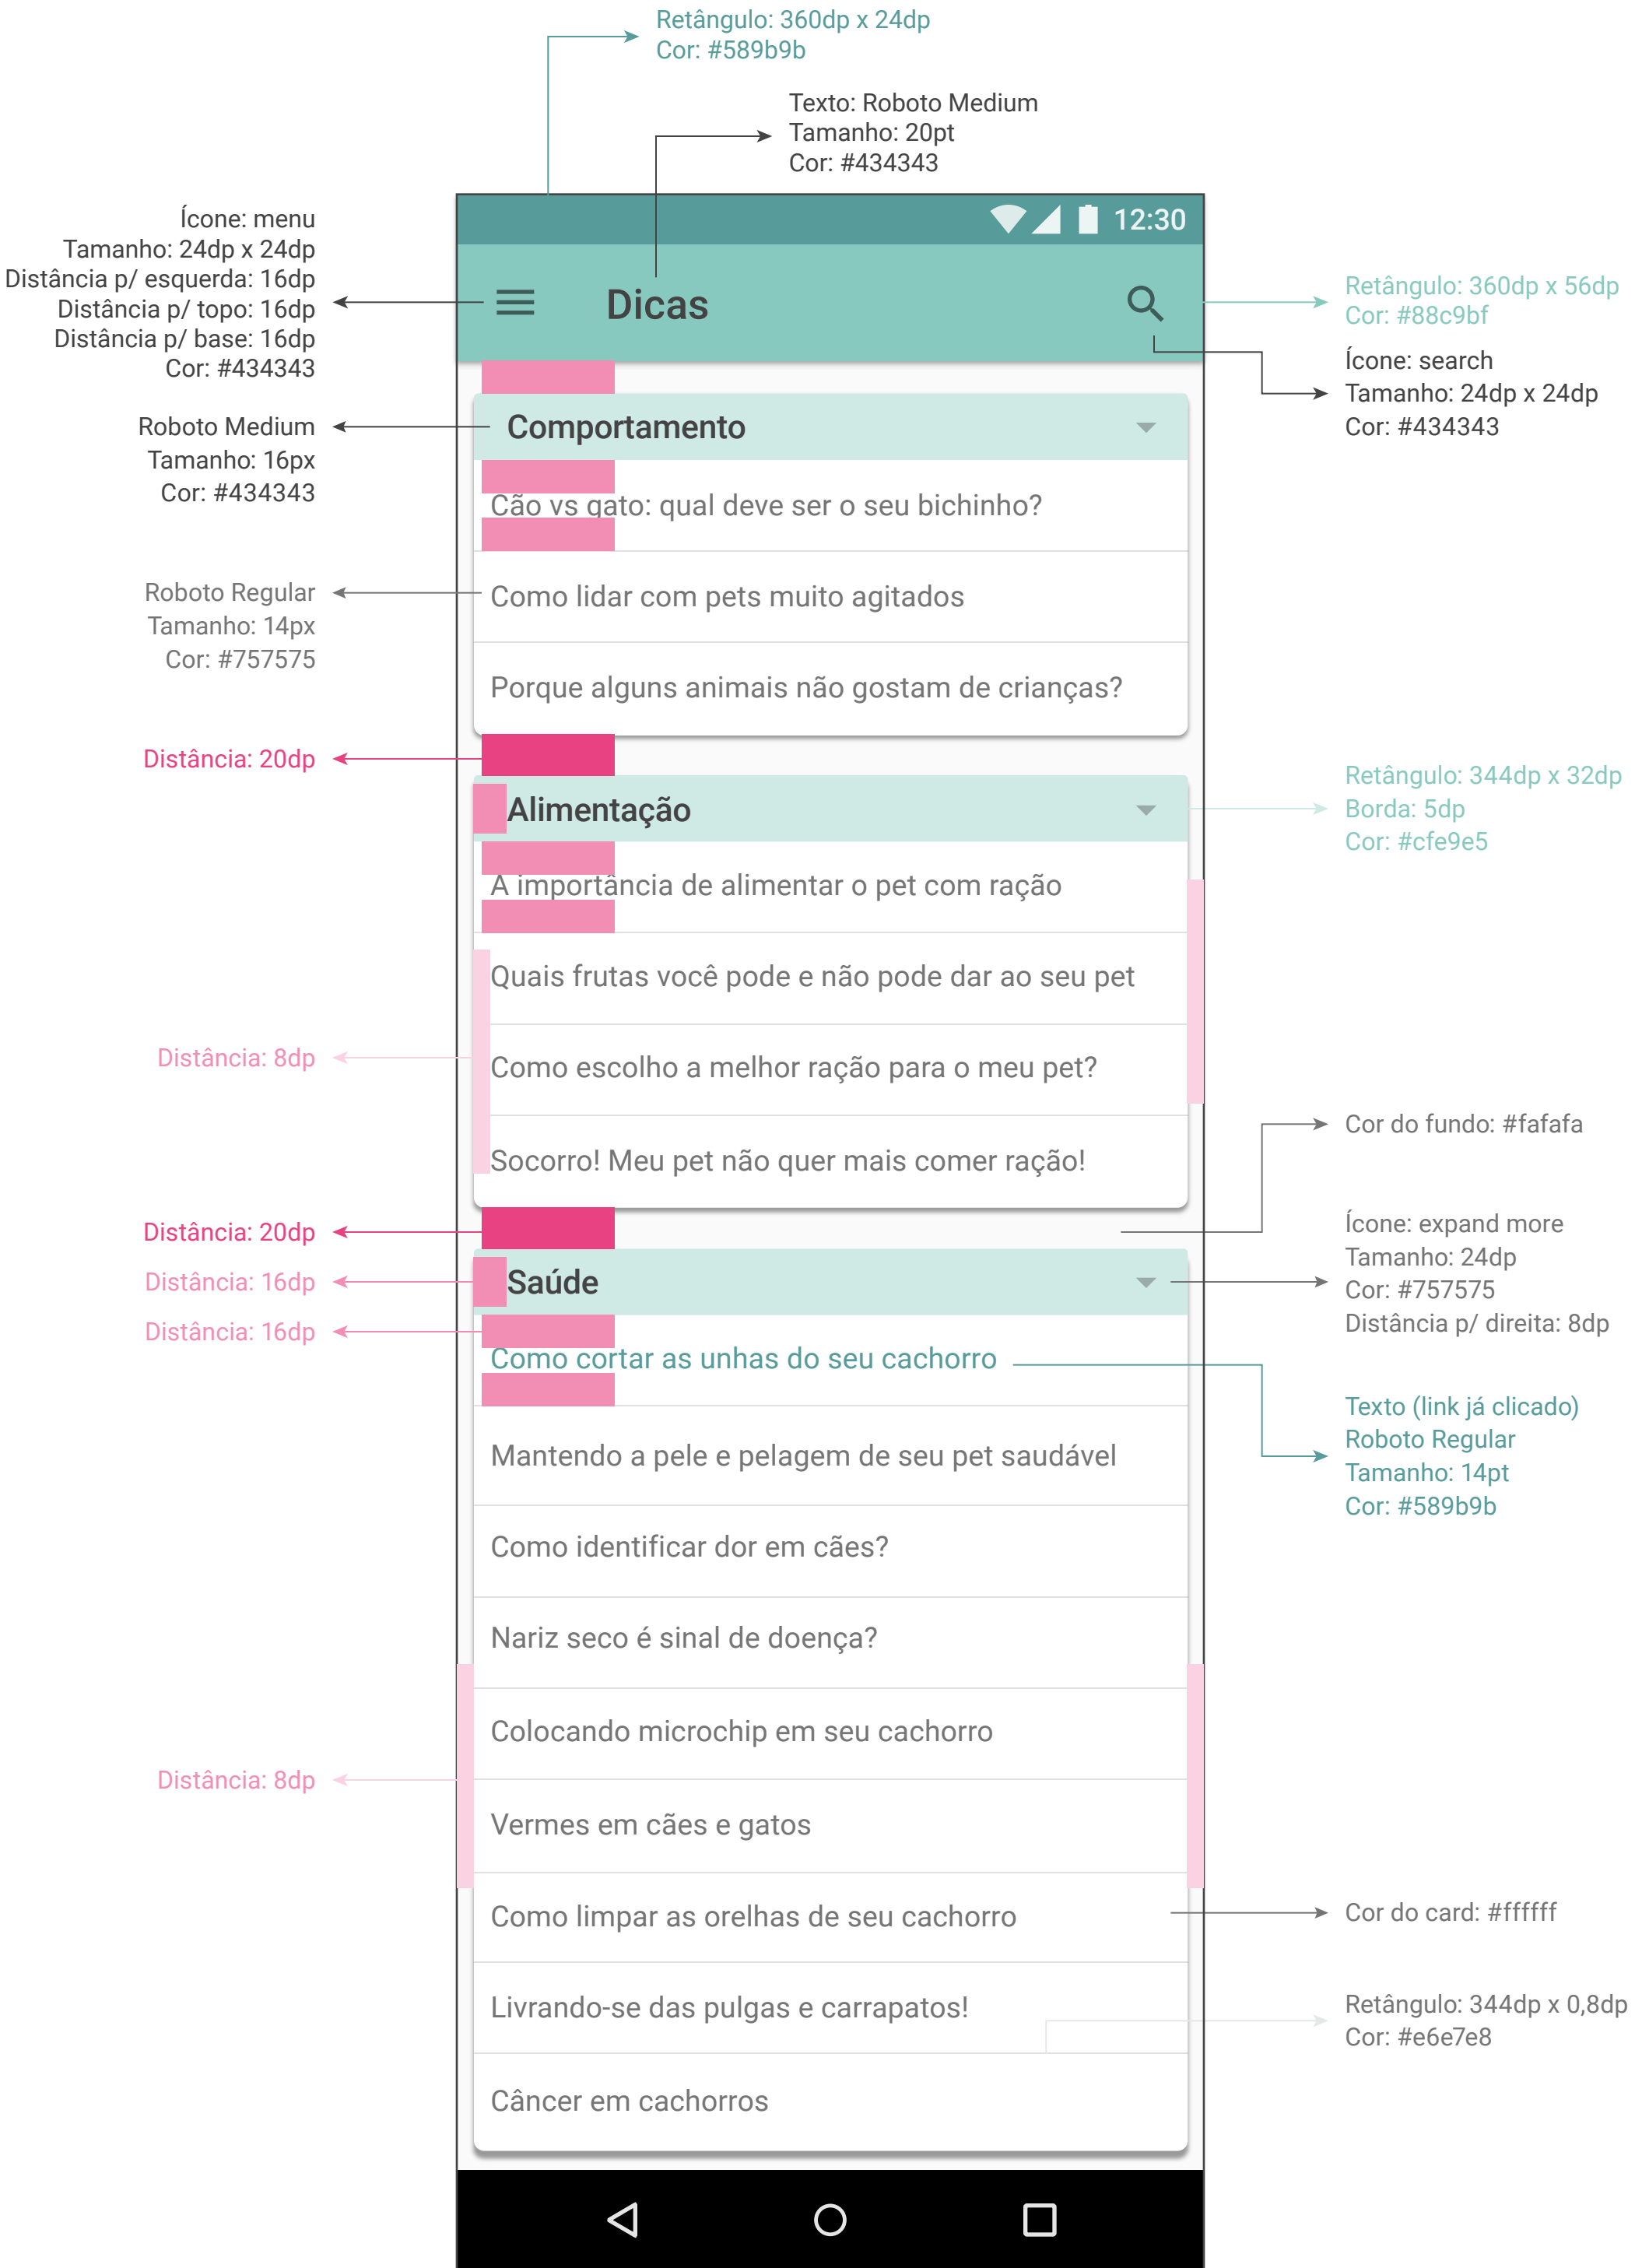 Retângulo: 360dp x 24dp
Cor: #589b9b
Texto: Roboto Medium
Tamanho: 20pt
Cor: #434343
12:30
Ícone: menu
Tamanho: 24dp x 24dp
Distância p/ esquerda: 16dp
Distância p/ topo: 16dp
Distância p/ base: 16dp
Cor: #434343
Dicas
Retângulo: 360dp x 56dp
Cor: #88c9bf
Ícone: search
Tamanho: 24dp x 24dp
Cor: #434343
Roboto Medium
Tamanho: 16px
Cor: #434343
Comportamento
Cão vs gato: qual deve ser o seu bichinho?
Roboto Regular
Tamanho: 14px
Cor: #757575
Como lidar com pets muito agitados
Porque alguns animais não gostam de crianças?
Distância: 20dp
Retângulo: 344dp x 32dp
Borda: 5dp
Cor: #cfe9e5
Alimentação
A importância de alimentar o pet com ração
Quais frutas você pode e não pode dar ao seu pet
Distância: 8dp
Como escolho a melhor ração para o meu pet?
Cor do fundo: #fafafa
Socorro! Meu pet não quer mais comer ração!
Distância: 20dp
Ícone: expand more
Tamanho: 24dp
Cor: #757575
Distância p/ direita: 8dp
Distância: 16dp
Saúde
Distância: 16dp
Como cortar as unhas do seu cachorro
Texto (link já clicado)
Roboto Regular
Tamanho: 14pt
Cor: #589b9b
Mantendo a pele e pelagem de seu pet saudável
Como identificar dor em cães?
Nariz seco é sinal de doença?
Colocando microchip em seu cachorro
Distância: 8dp
Vermes em cães e gatos
Como limpar as orelhas de seu cachorro
Cor do card: #ffffff
Livrando-se das pulgas e carrapatos!
Retângulo: 344dp x 0,8dp
Cor: #e6e7e8
Câncer em cachorros